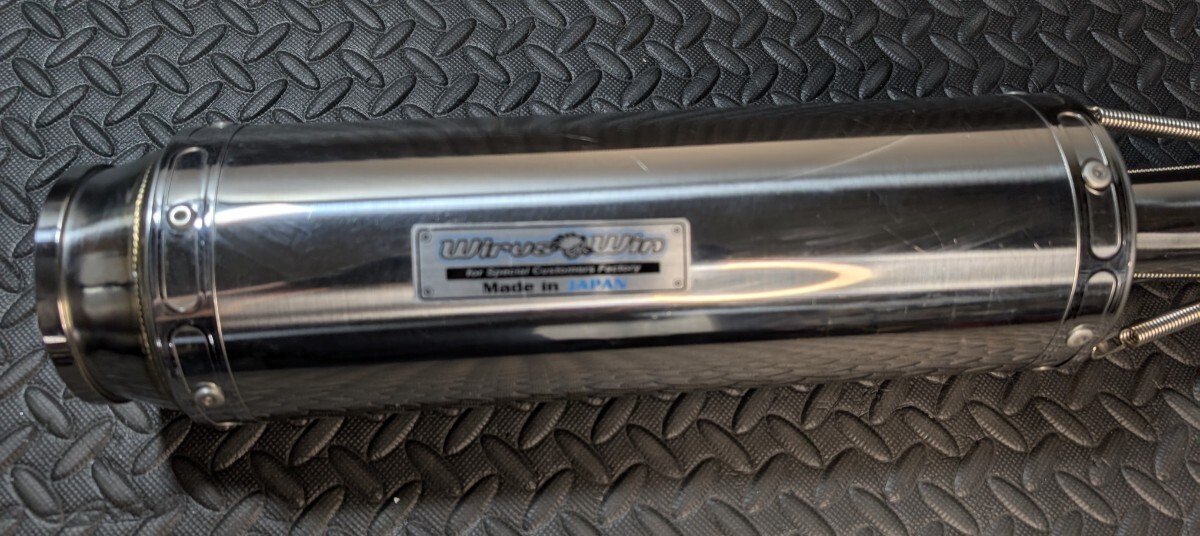 Wirus Win
for Special Customers Factory
Made in JAPAN